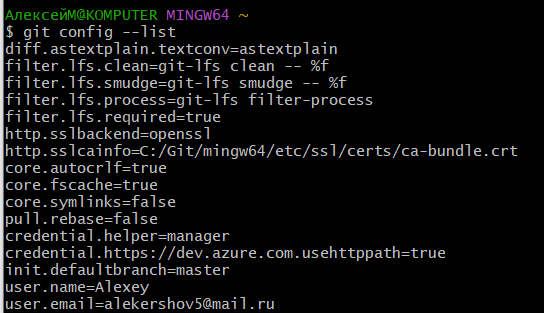 АлексейМ@KOMPUTER MINGW64 ~
$ git config --list
diff.astextplain.textconv=astextplain
filter.lfs.clean=git-lfs clean -- %f
filter.lfs.smudge=git-lfs smudge -- %f
filter.lfs.process=git-lfs filter-process
filter.lfs.required=true
http.sslbackend=openssl
http.sslcainfo=C:/Git/mingw64/etc/ssl/certs/ca-bundle.crt
core.autocrlf=true
core.fscache=true
core.symlinks=false
pull.rebase=false
credential.helper=manager
credential.https://dev.azure.com.usehttppath=true
init.defaultbranch=master
user.name=Alexey
user.email=alekershov5@mail.ru